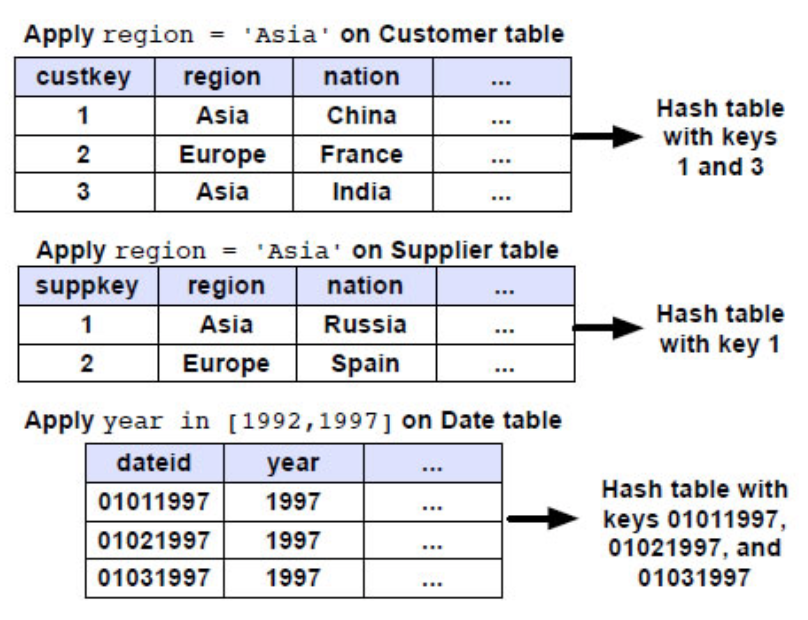 Apply region = 'Asia' on Customer table
custkey region nation ...
1 Asia China ...
2 Europe France ...
3 Asia India ...
Hash table
with keys
1 and 3
Apply region = 'Asia' on Supplier table
suppkey region nation ...
1 Asia Russia ...
2 Europe Spain ...
Hash table
with key 1
Apply year in [1992,1997] on Date table
dateid year ...
01011997 1997 ...
01021997 1997 ...
01031997 1997 ...
Hash table with
keys 01011997,
01021997, and
01031997